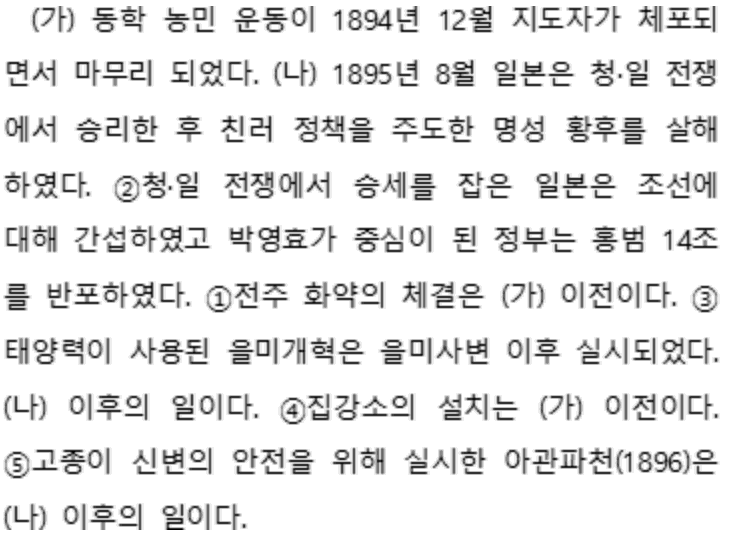 (가) 동학 농민 운동이 1894년 12월 지도자가 체포되
면서 마무리 되었다. (나) 1895년 8월 일본은 청·일 전쟁
에서 승리한 후 친러 정책을 주도한 명성 황후를 살해
하였다. ②청·일 전쟁에서 승세를 잡은 일본은 조선에
대해 간섭하였고 박영효가 중심이 된 정부는 홍범 14조
를 반포하였다. ①전주 화약의 체결은 (가) 이전이다. ③
태양력이 사용된 을미개혁은 을미사변 이후 실시되었다.
(나) 이후의 일이다. ④집강소의 설치는 (가) 이전이다.
⑤고종이 신변의 안전을 위해 실시한 아관파천(1896)은
(나) 이후의 일이다.